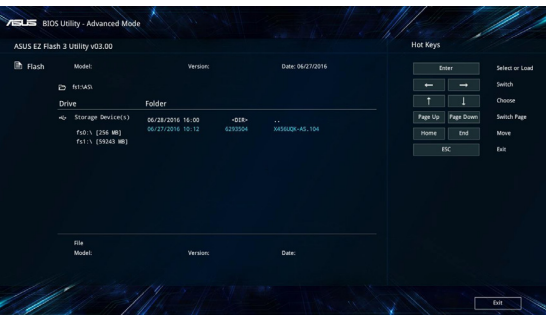 ASUS BIOS Utility - Advanced Mode
ASUS EZ Flash 3 Utility v03.00
Flash
Model: Version: Date: 06/27/2016
fs1:\AS\
Drive Folder
Storage Device(s)
fs0:\ [256 MB]
fs1:\ [59243 MB]
06/28/2016 16:00 <DIR> ..
06/27/2016 10:12 6293504 X456UQK-AS.104
File
Model: Version: Date:
Hot Keys
Enter Select or Load
← → Switch
↑ ↓ Choose
Page Up Page Down Switch Page
Home End Move
ESC Exit
Exit